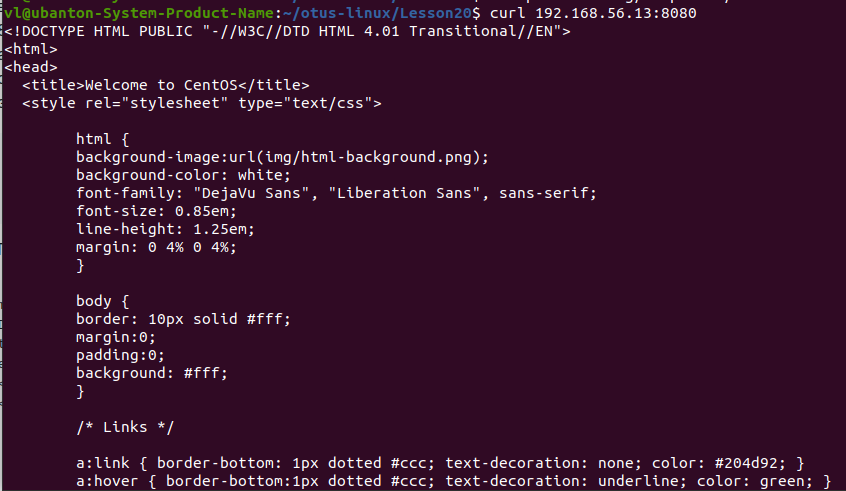 vl@ubanton-System-Product-Name:~/otus-linux/Lesson20$ curl 192.168.56.13:8080
<!DOCTYPE HTML PUBLIC "-//W3C//DTD HTML 4.01 Transitional//EN">
<html>
<head>
  <title>Welcome to CentOS</title>
  <style rel="stylesheet" type="text/css">

        html {
        background-image:url(img/html-background.png);
        background-color: white;
        font-family: "DejaVu Sans", "Liberation Sans", sans-serif;
        font-size: 0.85em;
        line-height: 1.25em;
        margin: 0 4% 0 4%;
        }

        body {
        border: 10px solid #fff;
        margin:0;
        padding:0;
        background: #fff;
        }

        /* Links */

        a:link { border-bottom: 1px dotted #ccc; text-decoration: none; color: #204d92; }
        a:hover { border-bottom:1px dotted #ccc; text-decoration: underline; color: green; }